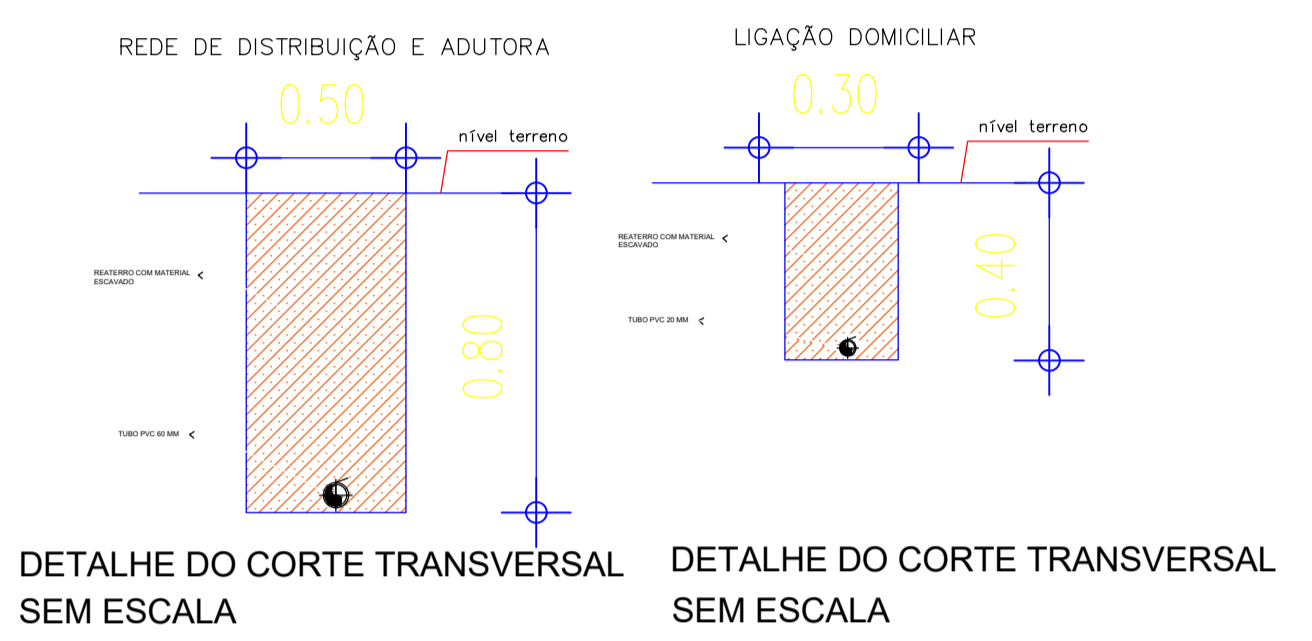 REDE DE DISTRIBUIÇÃO E ADUTORA
0.50
nível terreno
REATERRO COM MATERIAL
ESCAVADO
0.80
TUBO PVC 60 MM
DETALHE DO CORTE TRANSVERSAL
SEM ESCALA
LIGAÇÃO DOMICILIAR
0.30
nível terreno
REATERRO COM MATERIAL
ESCAVADO
0.40
TUBO PVC 20 MM
DETALHE DO CORTE TRANSVERSAL
SEM ESCALA